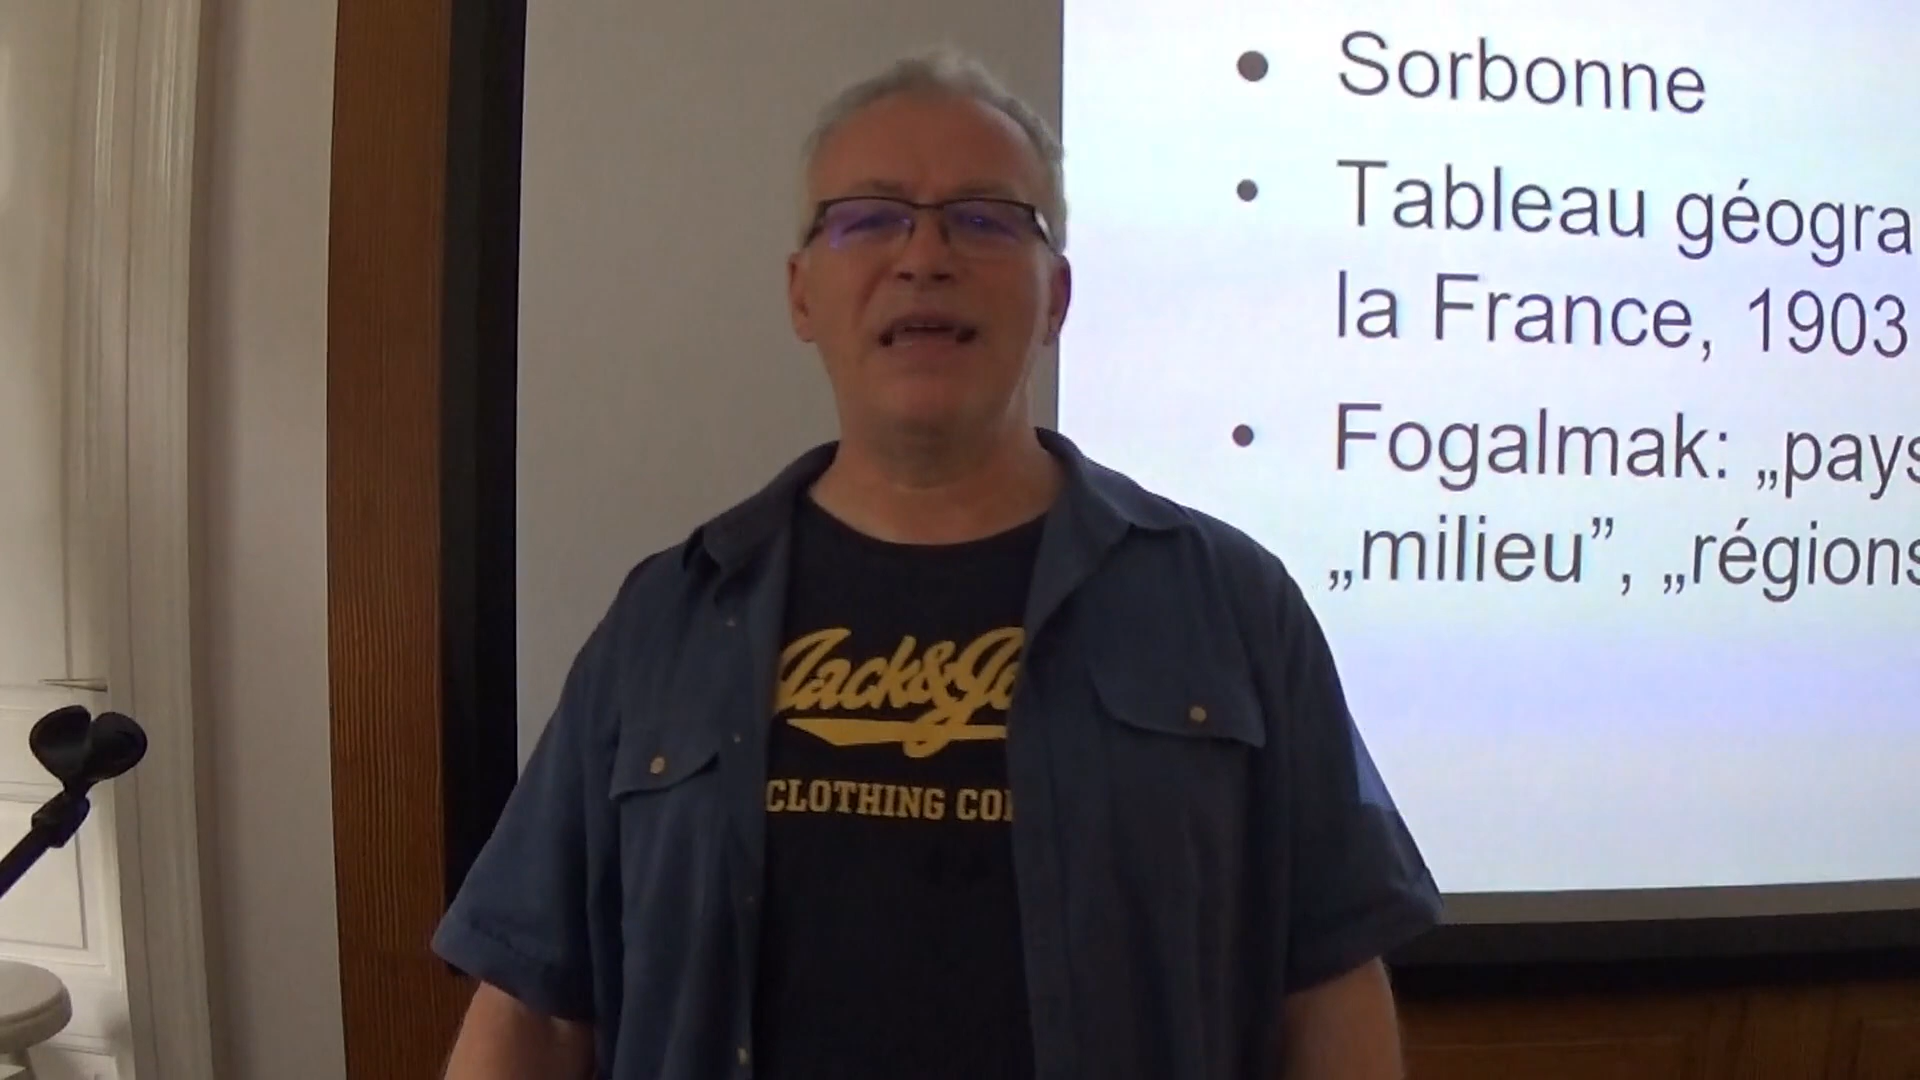 Sorbonne
Tableau géogra
la France, 1903
Fogalmak: „pays
„milieu”, „régions
Jack&Jo
CLOTHING CO